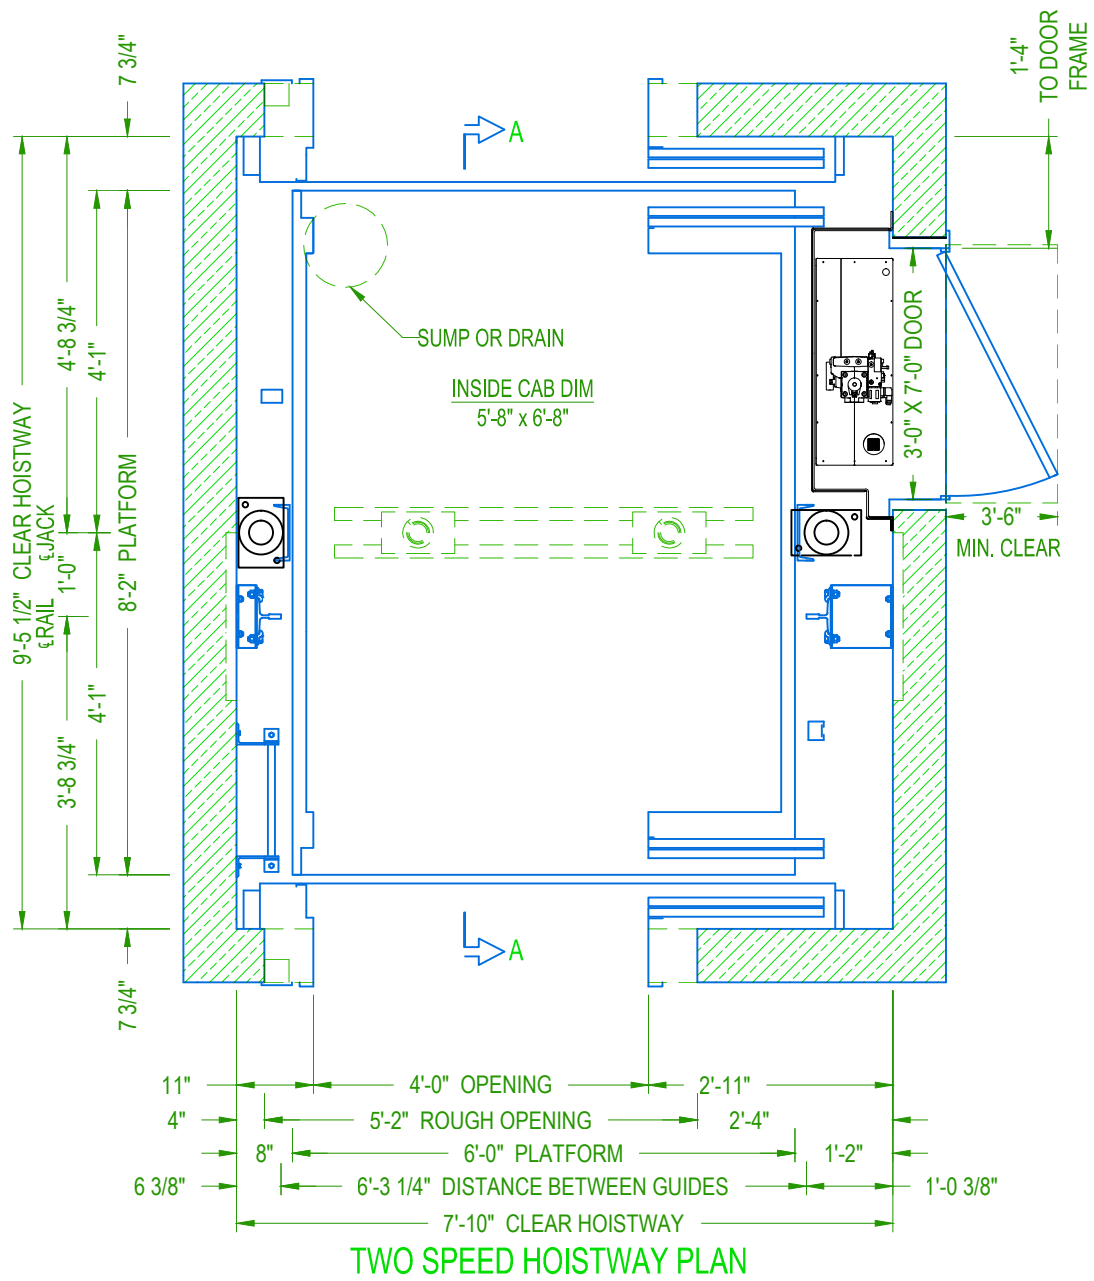 7 3/4"
1'-4"
TO DOOR
FRAME
A
9'-5 1/2" CLEAR HOISTWAY
4'-8 3/4"
4'-1"
SUMP OR DRAIN
INSIDE CAB DIM
5'-8" x 6'-8"
3'-0" X 7'-0" DOOR
8'-2" PLATFORM
℄JACK
1'-0"
℄RAIL
3'-6"
MIN. CLEAR
4'-1"
3'-8 3/4"
A
7 3/4"
11"
4'-0" OPENING
2'-11"
4"
5'-2" ROUGH OPENING
2'-4"
8"
6'-0" PLATFORM
1'-2"
6 3/8"
6'-3 1/4" DISTANCE BETWEEN GUIDES
1'-0 3/8"
7'-10" CLEAR HOISTWAY
TWO SPEED HOISTWAY PLAN